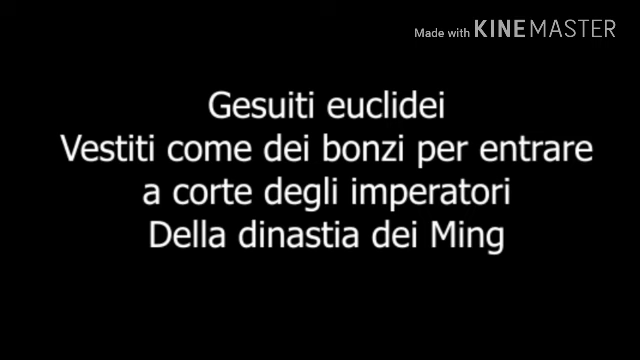 Made with KINEMASTER
Gesuiti euclidei
Vestiti come dei bonzi per entrare
a corte degli imperatori
Della dinastia dei Ming